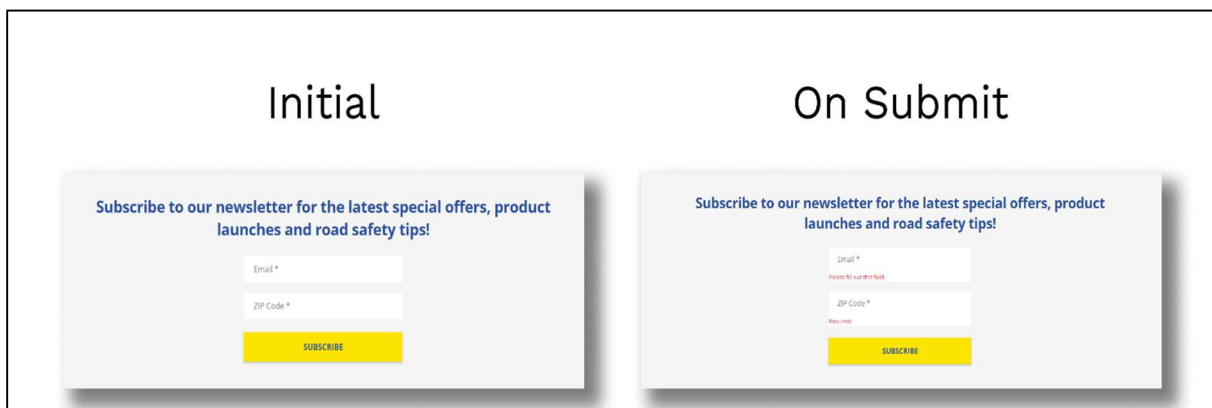 Initial
Subscribe to our newsletter for the latest special offers, product
launches and road safety tips!
Email *
ZIP Code *
SUBSCRIBE
On Submit
Subscribe to our newsletter for the latest special offers, product
launches and road safety tips!
Email *
Please fill out this field.
ZIP Code *
Required
SUBSCRIBE